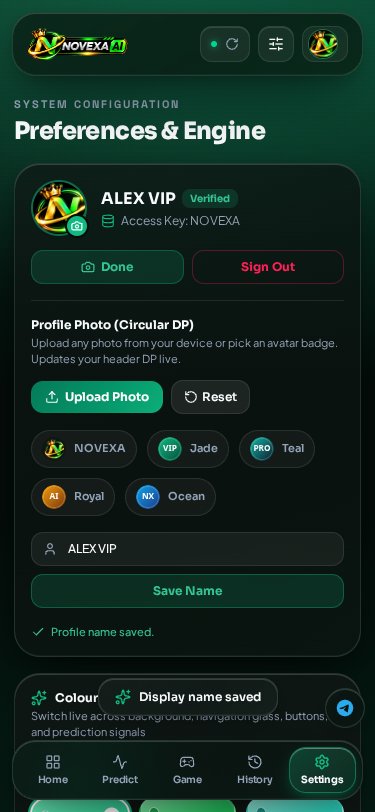 NOVEXA AI
SYSTEM CONFIGURATION
Preferences & Engine
ALEX VIP Verified
Access Key: NOVEXA
Done Sign Out
Profile Photo (Circular DP)
Upload any photo from your device or pick an avatar badge.
Updates your header DP live.
Upload Photo Reset
NOVEXA VIP Jade PRO Teal
AI Royal NX Ocean
ALEX VIP
Save Name
Profile name saved.
Colour
Display name saved
Switch live across background, navigation glass, buttons,
and prediction signals
Home Predict Game History Settings